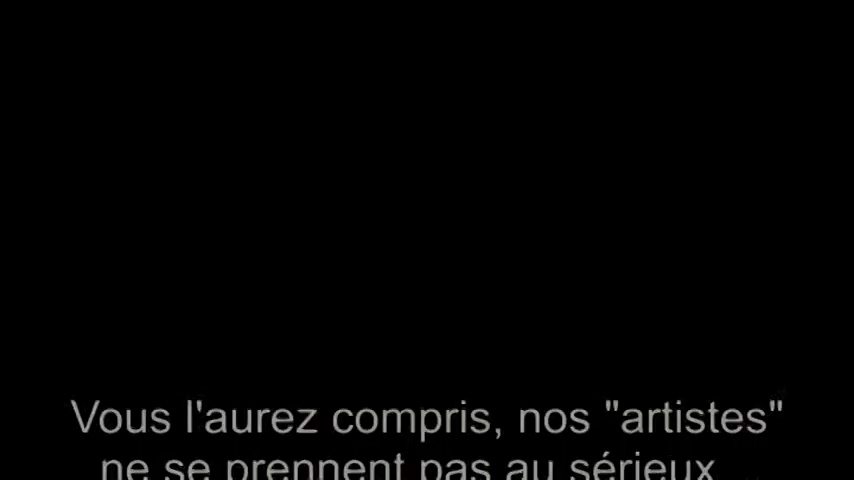 Vous l'aurez compris, nos "artistes"
ne se prennent pas au sérieux